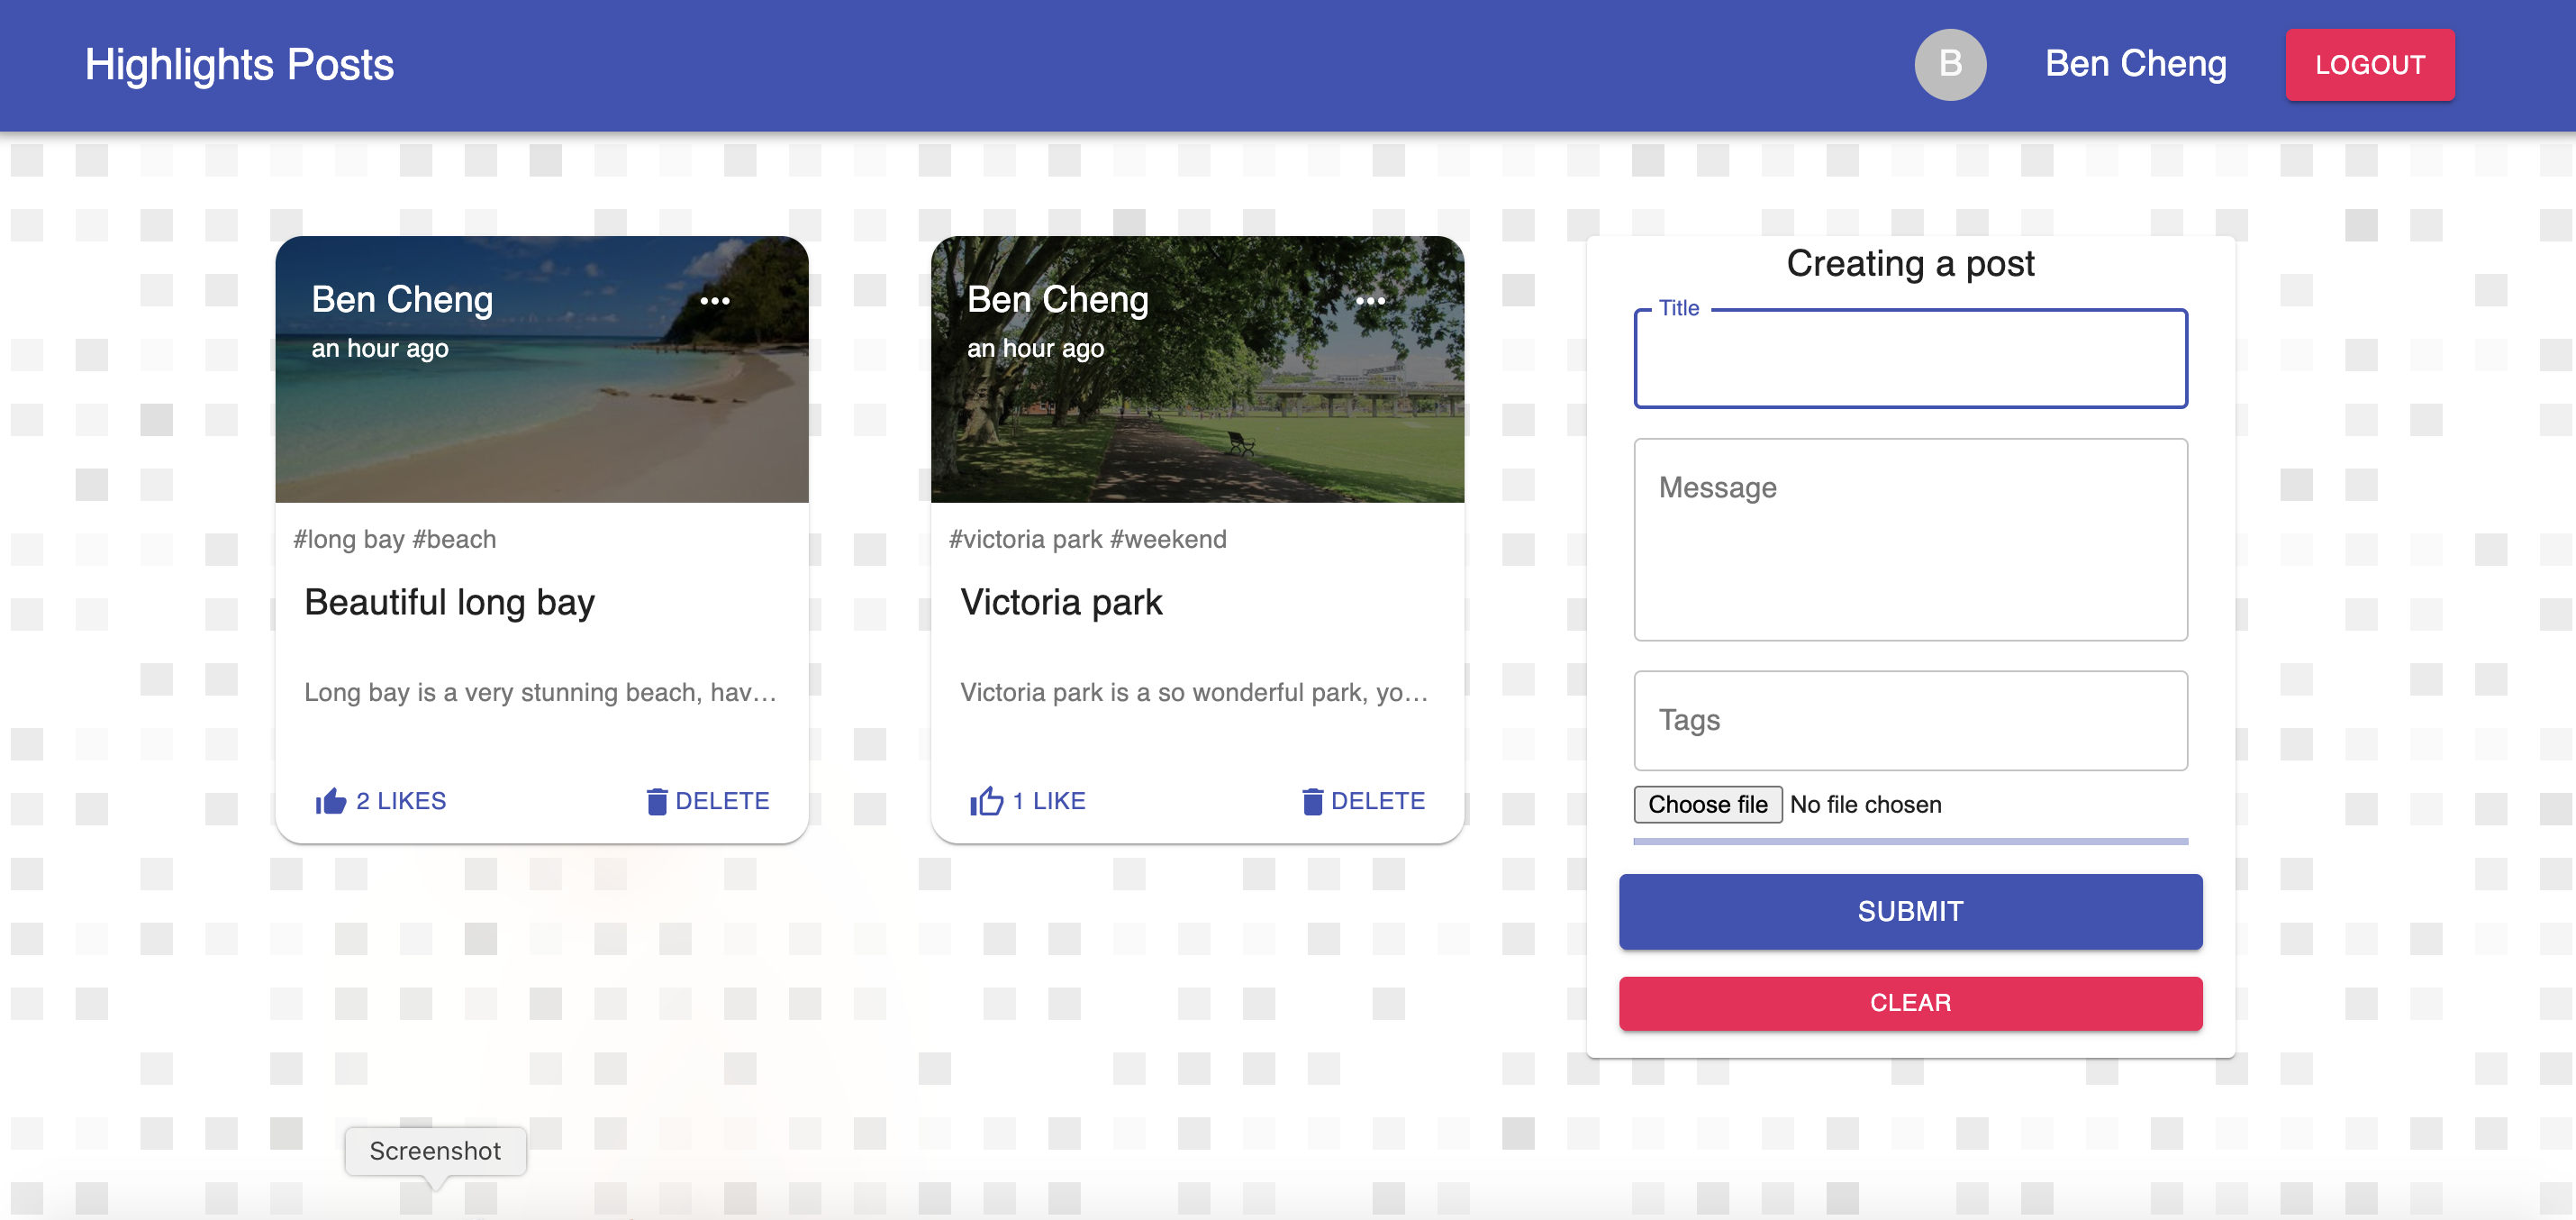 Highlights Posts
B
Ben Cheng
LOGOUT
Ben Cheng
an hour ago
#long bay #beach
Beautiful long bay
Long bay is a very stunning beach, hav...
2 LIKES
DELETE
Ben Cheng
an hour ago
#victoria park #weekend
Victoria park
Victoria park is a so wonderful park, yo...
1 LIKE
DELETE
Creating a post
Title
Message
Tags
Choose file No file chosen
SUBMIT
CLEAR
Screenshot